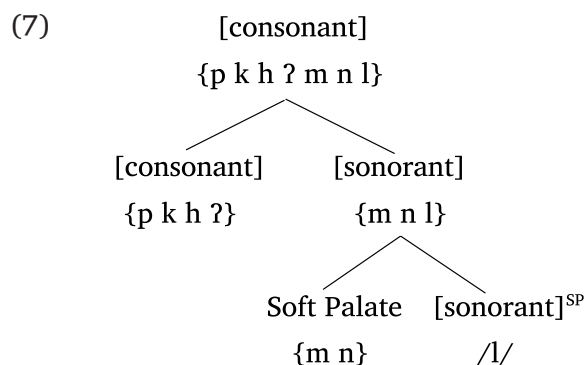 (7) [consonant]
{p k h ʔ m n l}
[consonant] [sonorant]
{p k h ʔ} {m n l}
Soft Palate [sonorant]ˢᴾ
{m n} /l/